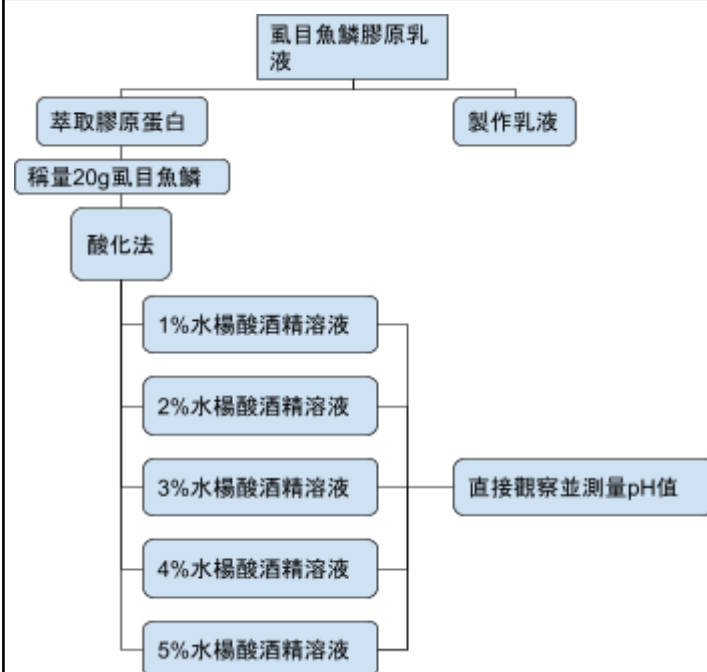 虱目魚鱗膠原乳
液
萃取膠原蛋白
製作乳液
稱量20g虱目魚鱗
酸化法
1%水楊酸酒精溶液
2%水楊酸酒精溶液
3%水楊酸酒精溶液
直接觀察並測量pH值
4%水楊酸酒精溶液
5%水楊酸酒精溶液